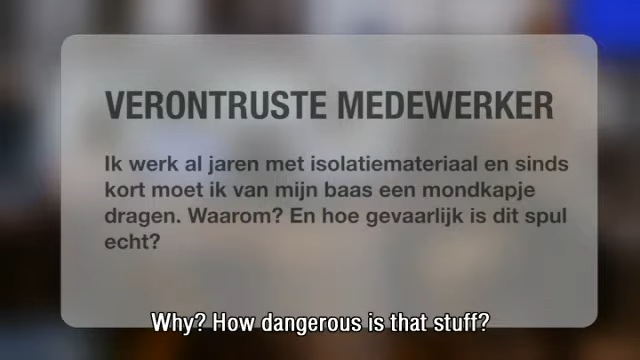 VERONTRUSTE MEDEWERKER
Ik werk al jaren met isolatiemateriaal en sinds
kort moet ik van mijn baas een mondkapje
dragen. Waarom? En hoe gevaarlijk is dit spul
echt?
Why? How dangerous is that stuff?